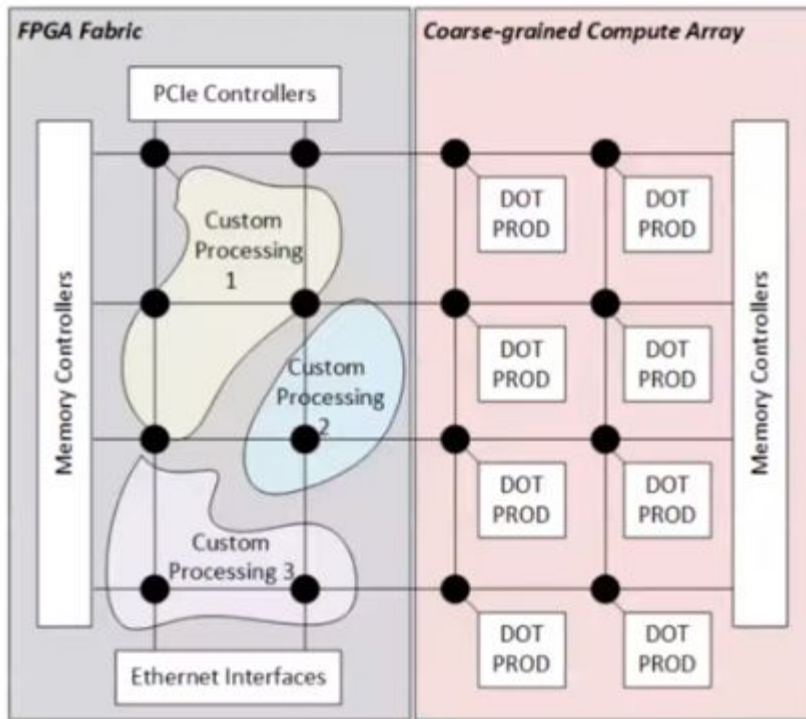 FPGA Fabric
Coarse-grained Compute Array
PCIe Controllers
Memory Controllers
Custom
Processing
1
Custom
Processing
2
Custom
Processing 3
Ethernet Interfaces
DOT
PROD
DOT
PROD
DOT
PROD
DOT
PROD
DOT
PROD
DOT
PROD
DOT
PROD
DOT
PROD
Memory Controllers